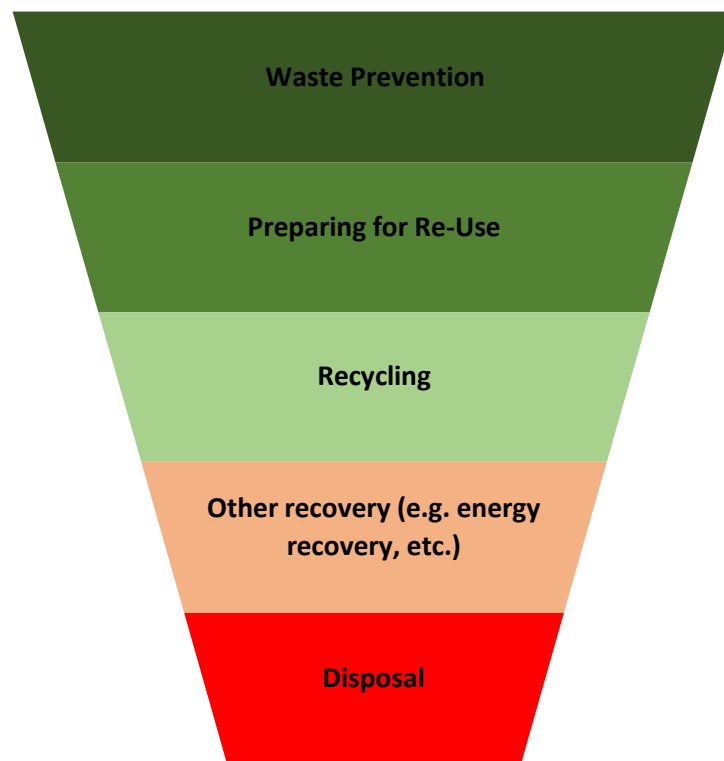 Waste Prevention
Preparing for Re-Use
Recycling
Other recovery (e.g. energy
recovery, etc.)
Disposal